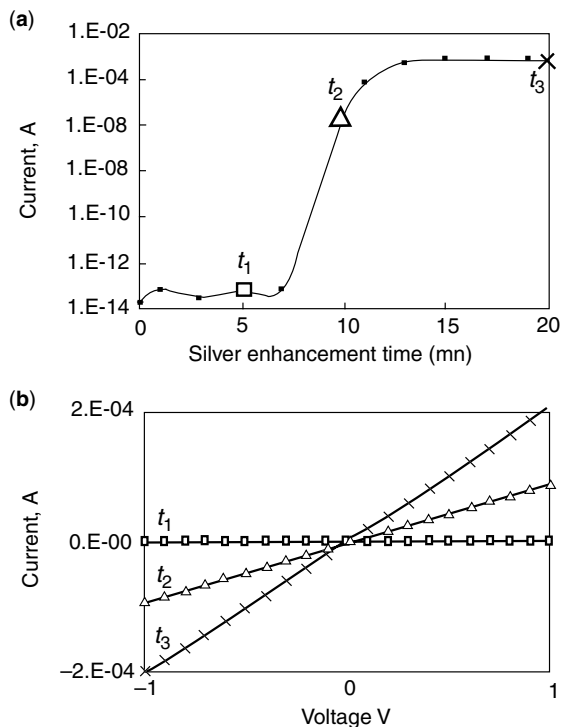 (a)
1.E-02
1.E-04
1.E-06
1.E-08
1.E-10
1.E-12
1.E-14
Current, A
t1
t2
t3
0 5 10 15 20
Silver enhancement time (mn)
(b)
2.E-04
0.E-00
-2.E-04
Current, A
t1
t2
t3
-1 0 1
Voltage V